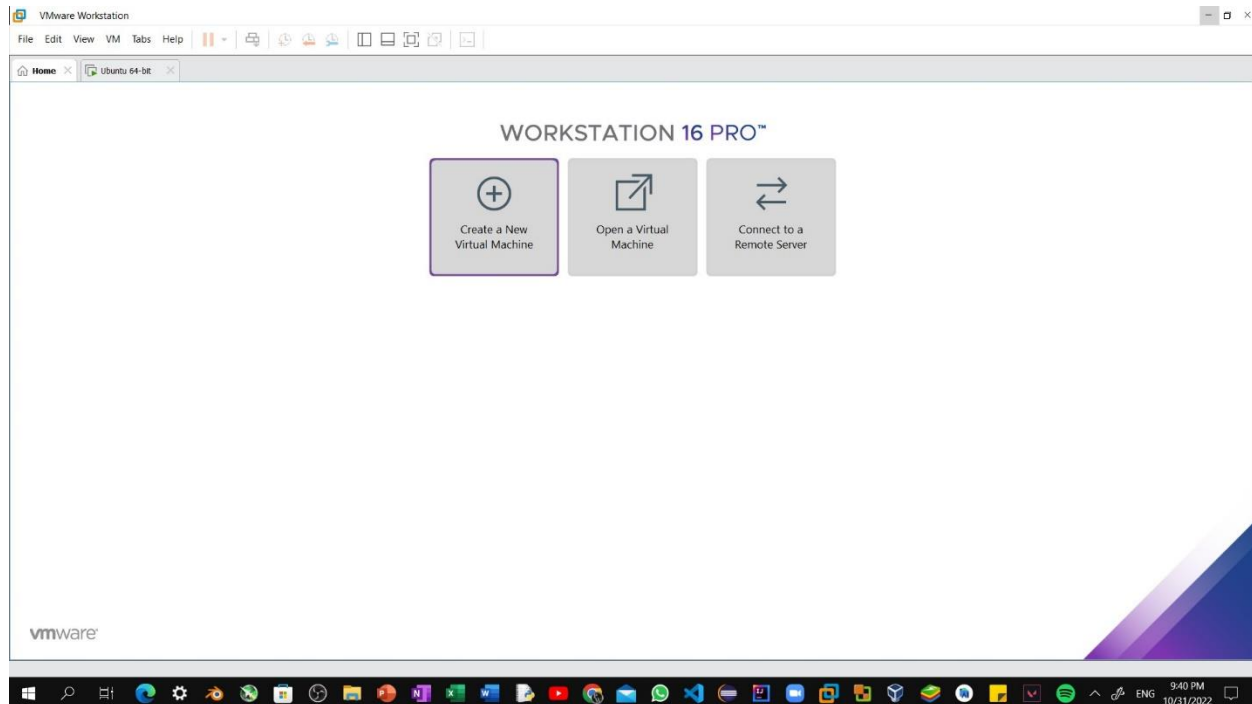 VMware Workstation
File Edit View VM Tabs Help
Home
Ubuntu 64-bit
WORKSTATION 16 PRO™
Create a New
Virtual Machine
Open a Virtual
Machine
Connect to a
Remote Server
vmware
ENG
9:40 PM
10/31/2022